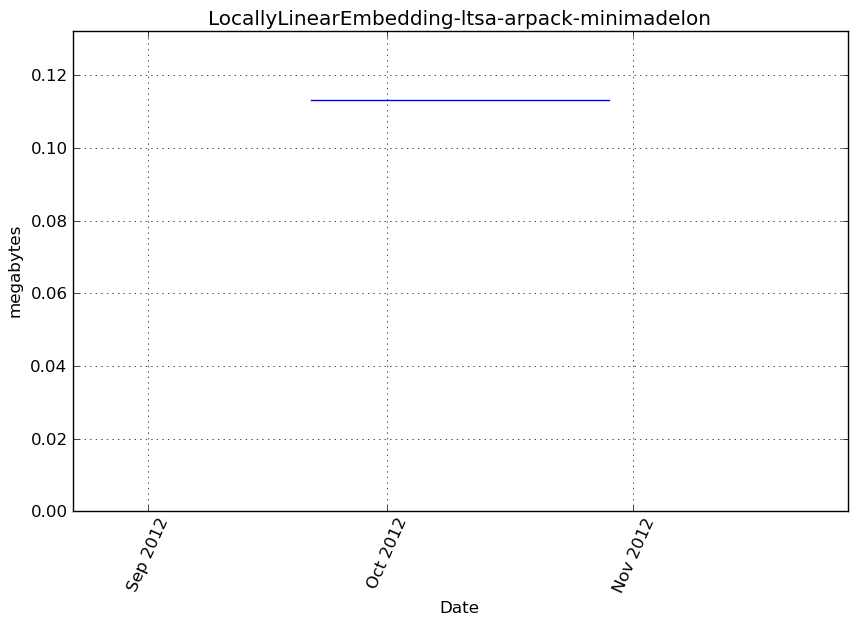 LocallyLinearEmbedding-ltsa-arpack-minimadelon
0.12
0.10
0.08
0.06
0.04
0.02
0.00
megabytes
Sep 2012
Oct 2012
Nov 2012
Date